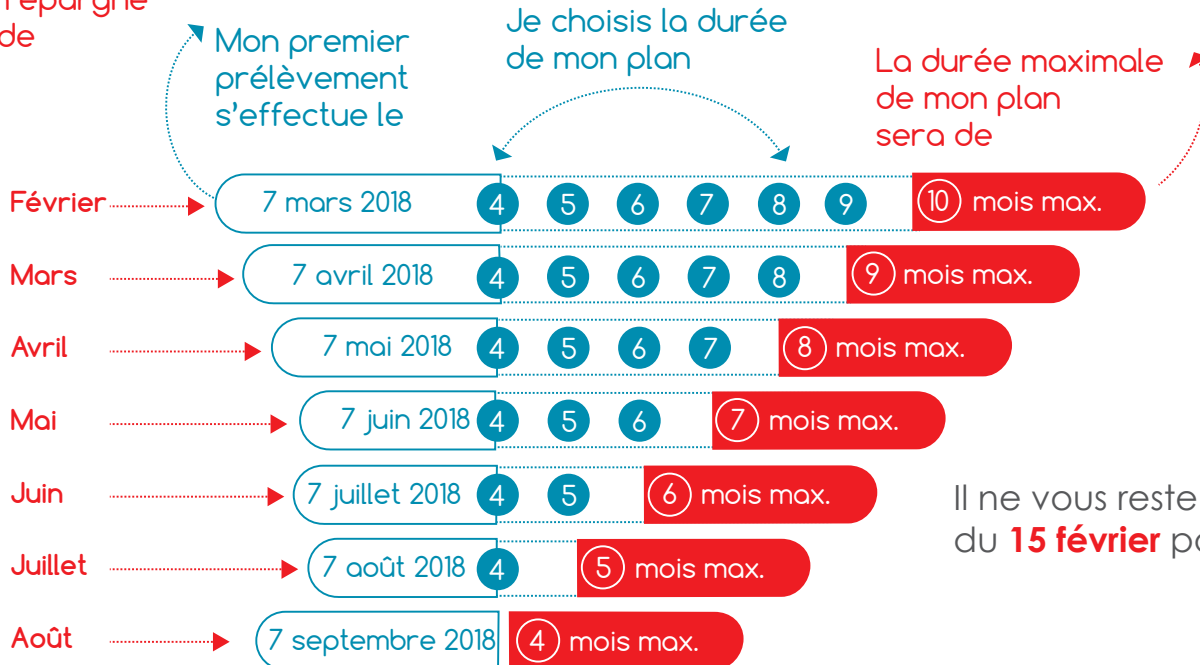 épargne
de
Mon premier
prélèvement
s'effectue le
Je choisis la durée
de mon plan
La durée maximale
de mon plan
sera de
Février 7 mars 2018 4 5 6 7 8 9 10 mois max.
Mars 7 avril 2018 4 5 6 7 8 9 mois max.
Avril 7 mai 2018 4 5 6 7 8 mois max.
Mai 7 juin 2018 4 5 6 7 mois max.
Juin 7 juillet 2018 4 5 6 mois max.
Juillet 7 août 2018 4 5 mois max.
Août 7 septembre 2018 4 mois max.
Il ne vous reste
du 15 février